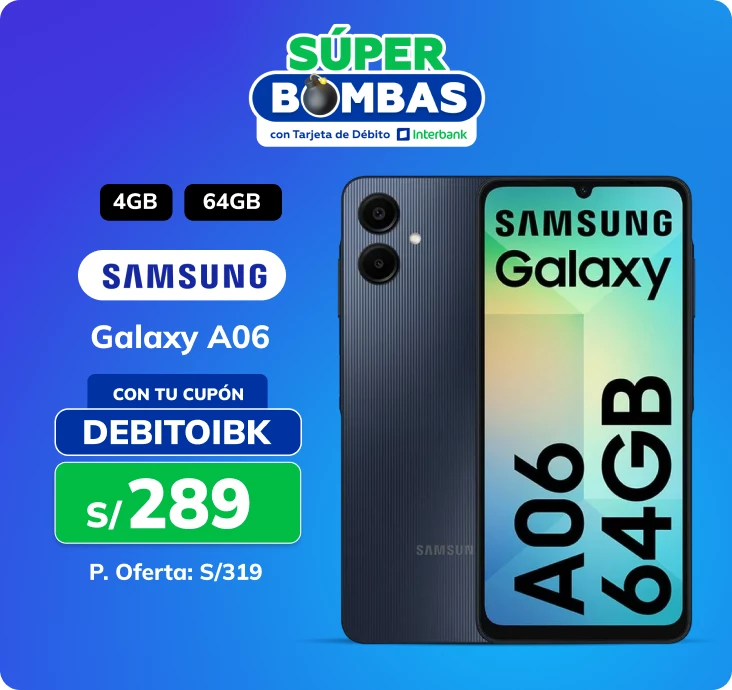 SÚPER
BOMBAS
con Tarjeta de Débito Interbank
4GB 64GB
SAMSUNG
Galaxy A06
CON TU CUPÓN
DEBITOIBK
S/289
P. Oferta: S/319
SAMSUN
SAMSUNG
Galaxy
A06
64GB